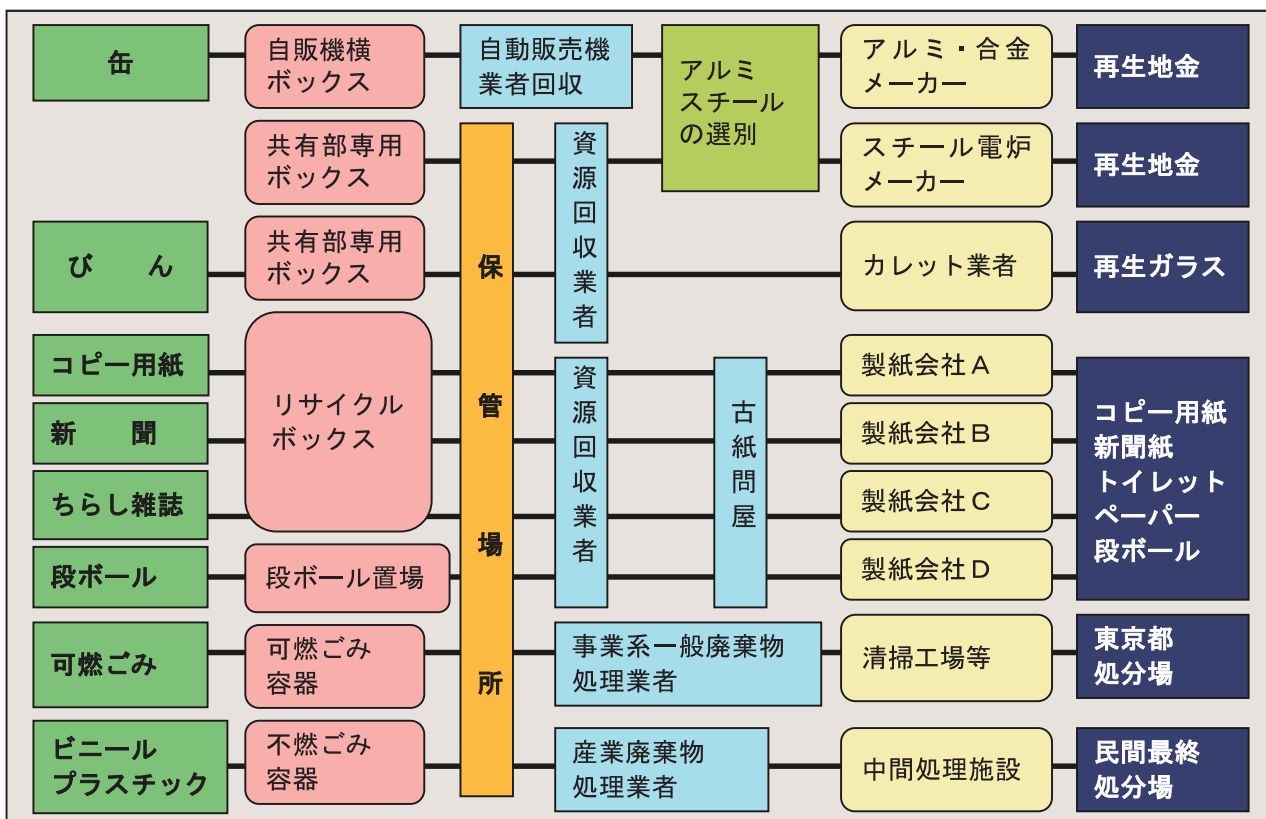 缶
自販機横
ボックス
自動販売機
業者回収
アルミ
スチール
の選別
アルミ・合金
メーカー
再生地金
共有部専用
ボックス
保管場所
資源回収業者
スチール電炉
メーカー
再生地金
びん
共有部専用
ボックス
カレット業者
再生ガラス
コピー用紙
新聞
ちらし雑誌
リサイクル
ボックス
資源回収業者
古紙問屋
製紙会社A
製紙会社B
製紙会社C
コピー用紙
新聞紙
トイレット
ペーパー
段ボール
段ボール
段ボール置場
製紙会社D
可燃ごみ
可燃ごみ
容器
事業系一般廃棄物
処理業者
清掃工場等
東京都
処分場
ビニール
プラスチック
不燃ごみ
容器
産業廃棄物
処理業者
中間処理施設
民間最終
処分場